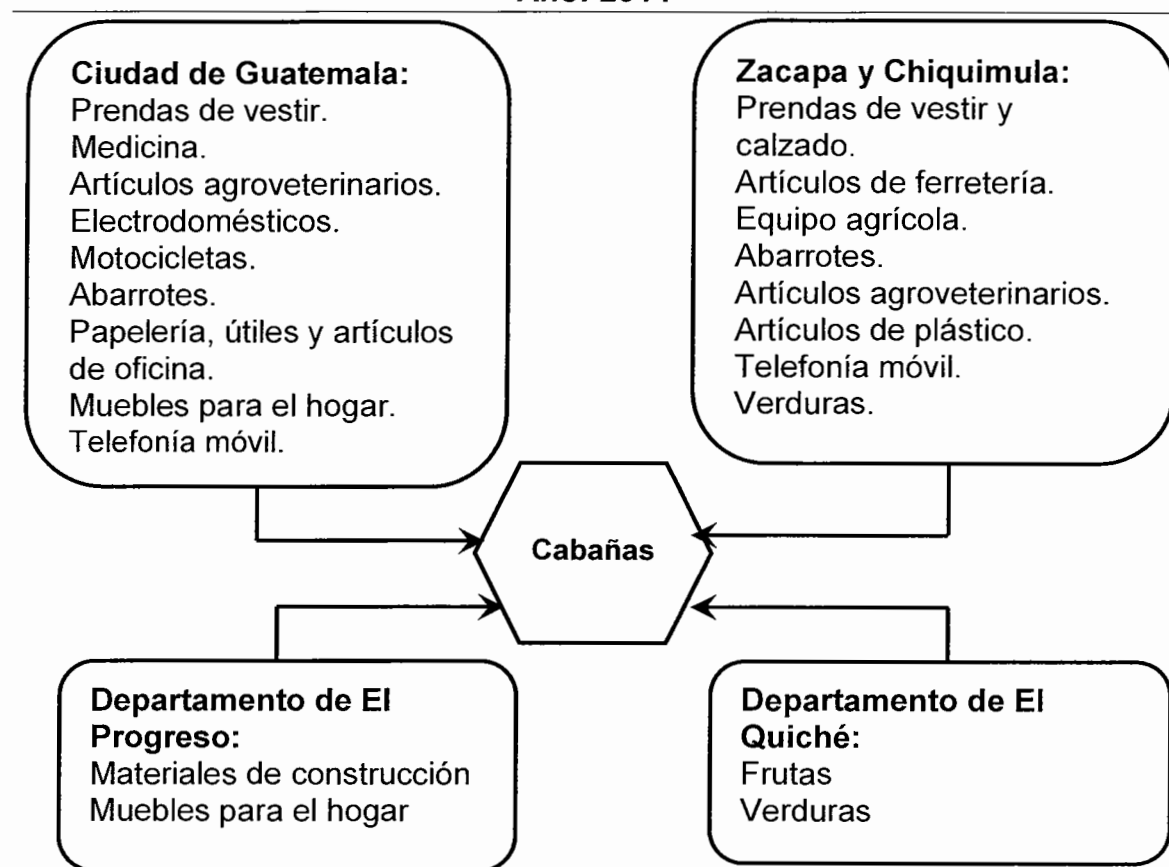 Ciudad de Guatemala:
Prendas de vestir.
Medicina.
Artículos agroveterinarios.
Electrodomésticos.
Motocicletas.
Abarrotes.
Papelería, útiles y artículos
de oficina.
Muebles para el hogar.
Telefonía móvil.
Zacapa y Chiquimula:
Prendas de vestir y
calzado.
Artículos de ferretería.
Equipo agrícola.
Abarrotes.
Artículos agroveterinarios.
Artículos de plástico.
Telefonía móvil.
Verduras.
Cabañas
Departamento de El
Progreso:
Materiales de construcción
Muebles para el hogar
Departamento de El
Quiché:
Frutas
Verduras